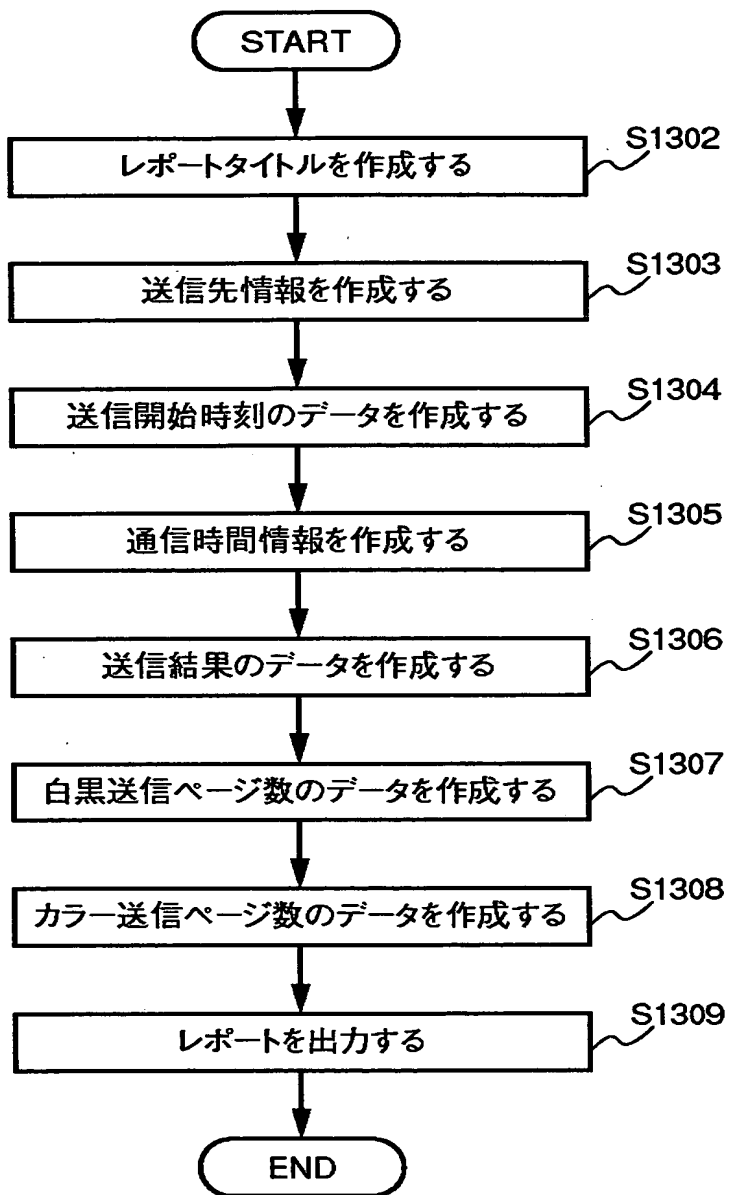 START
S1302
レポートタイトルを作成する
S1303
送信先情報を作成する
S1304
送信開始時刻のデータを作成する
S1305
通信時間情報を作成する
S1306
送信結果のデータを作成する
S1307
白黒送信ページ数のデータを作成する
S1308
カラー送信ページ数のデータを作成する
S1309
レポートを出力する
END